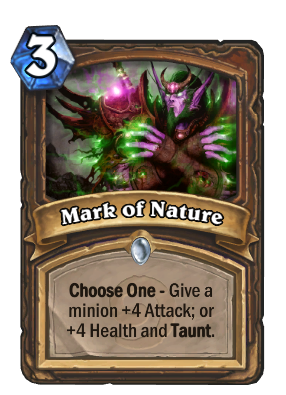 3
Mark of Nature
Choose One - Give a
minion +4 Attack; or
+4 Health and Taunt.